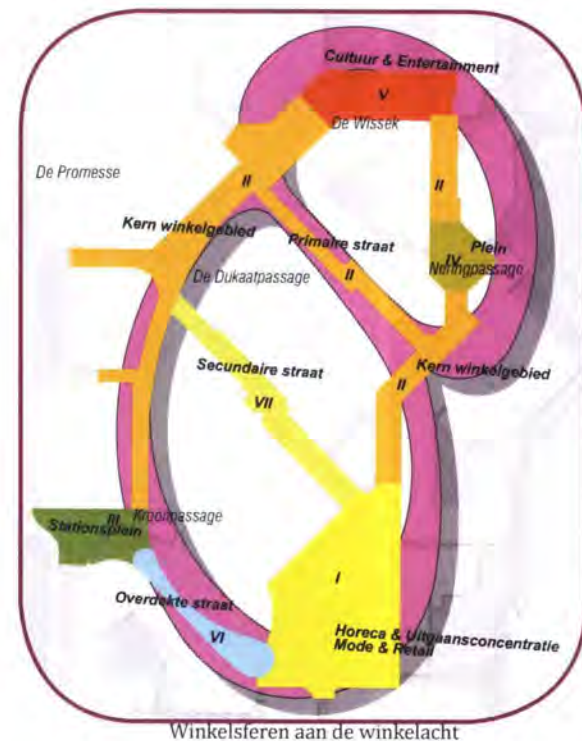 Cultuur & Entertainment
V
De Wissek
De Promesse
II
II
Kern winkelgebied
Primaire straat
Plein
IV
Neringpassage
De Dukaatpassage
II
Secundaire straat
Kern winkelgebied
II
VII
III
Kroonpassage
Stationsplein
I
Overdekte straat
VI
Horeca & Uitgaansconcentratie
Mode & Retail
Winkelsferen aan de winkelacht